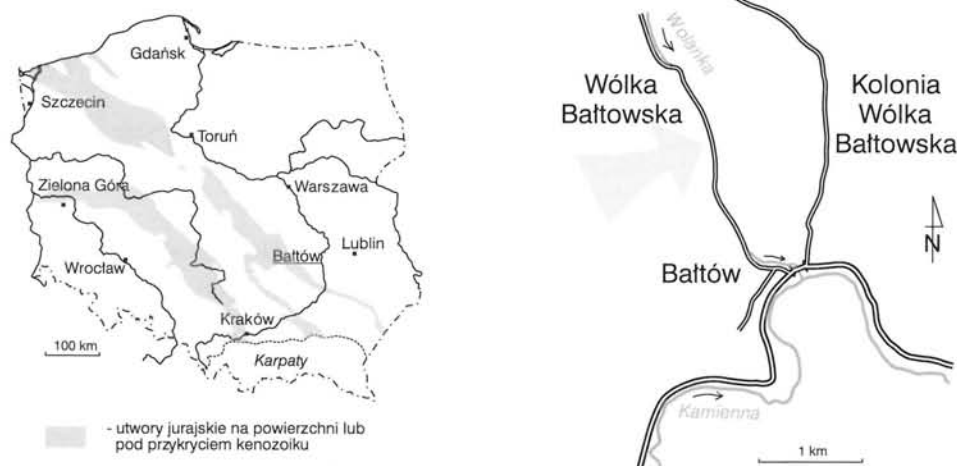 Gdańsk
Szczecin
Toruń
Zielona Góra
Warszawa
Wrocław
Bałtów
Lublin
Kraków
100 km
Karpaty
- utwory jurajskie na powierzchni lub
pod przykryciem kenozoiku
Wolanka
Wólka
Bałtowska
Kolonia
Wólka
Bałtowska
N
Bałtów
Kamienna
1 km